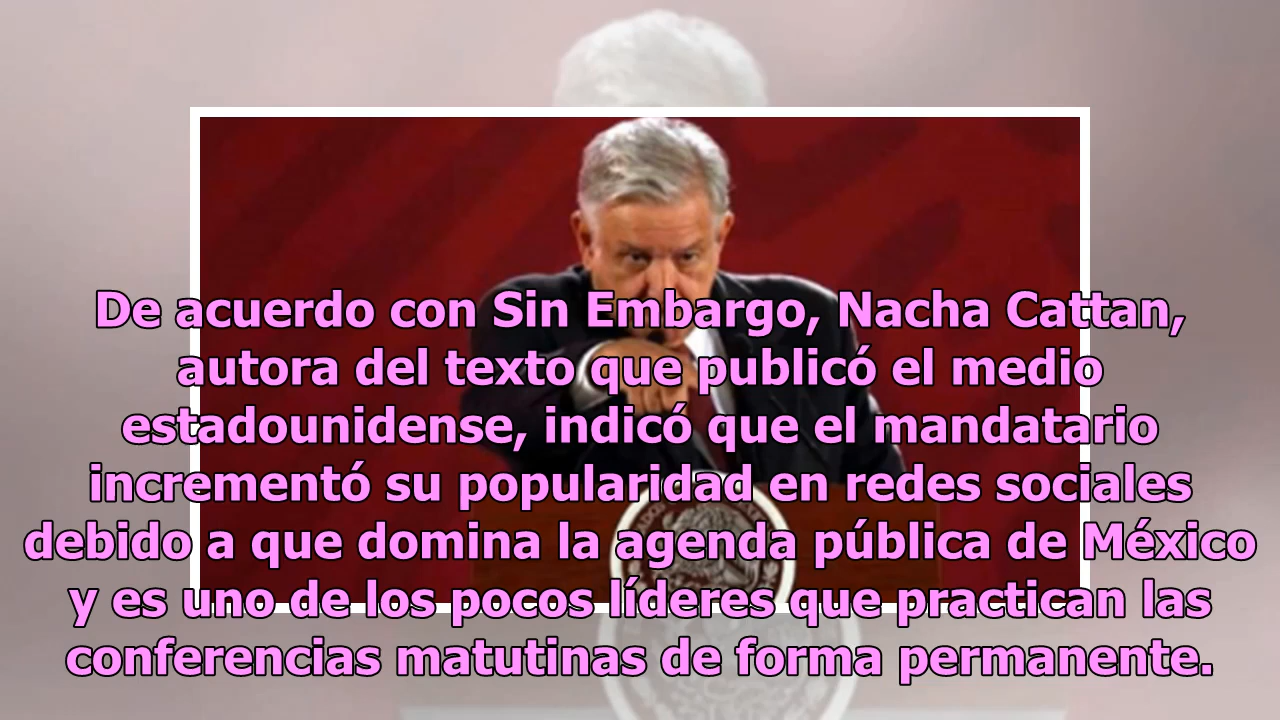 De acuerdo con Sin Embargo, Nacha Cattan,
autora del texto que publicó el medio
estadounidense, indicó que el mandatario
incrementó su popularidad en redes sociales
debido a que domina la agenda pública de México
y es uno de los pocos líderes que practican las
conferencias matutinas de forma permanente.